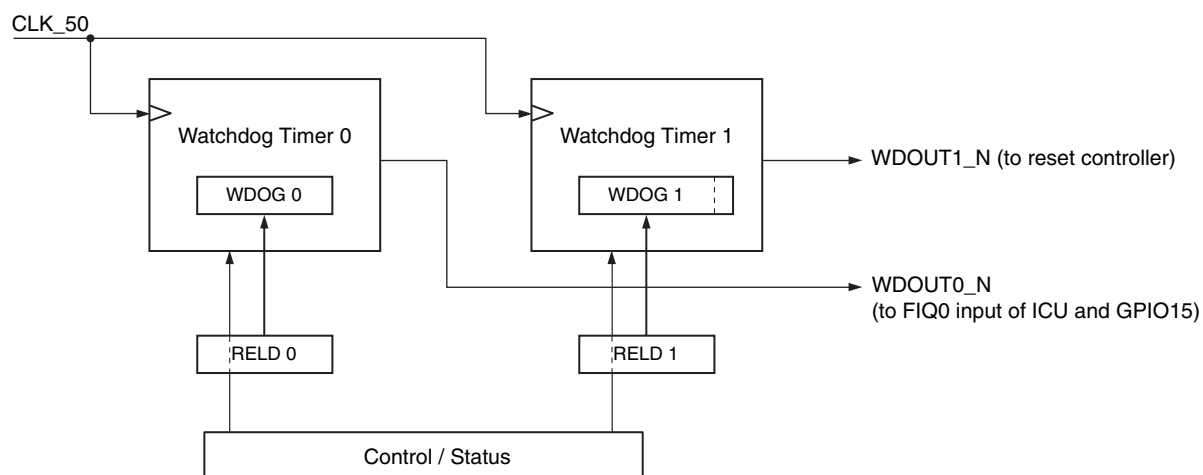 CLK_50
Watchdog Timer 0
Watchdog Timer 1
WDOUT1_N (to reset controller)
WDOG 0
WDOG 1
WDOUT0_N
(to FIQ0 input of ICU and GPIO15)
RELD 0
RELD 1
Control / Status